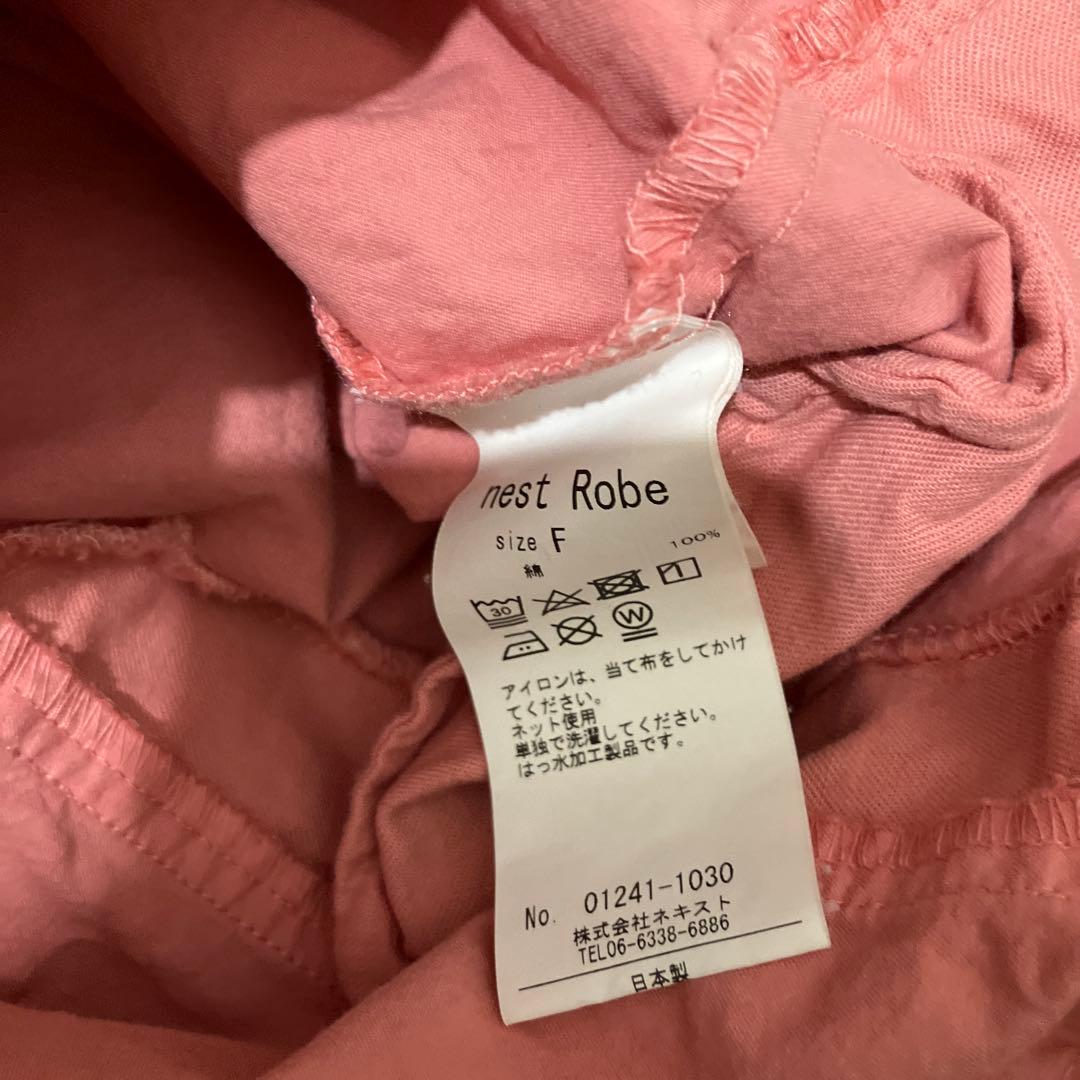 nest Robe
size F
綿 100%
30
1
W
アイロンは、当て布をしてかけ
てください。
ネット使用
単独で洗濯してください。
はっ水加工製品です。
No. 01241-1030
株式会社ネキスト
TEL06-6338-6886
日本製